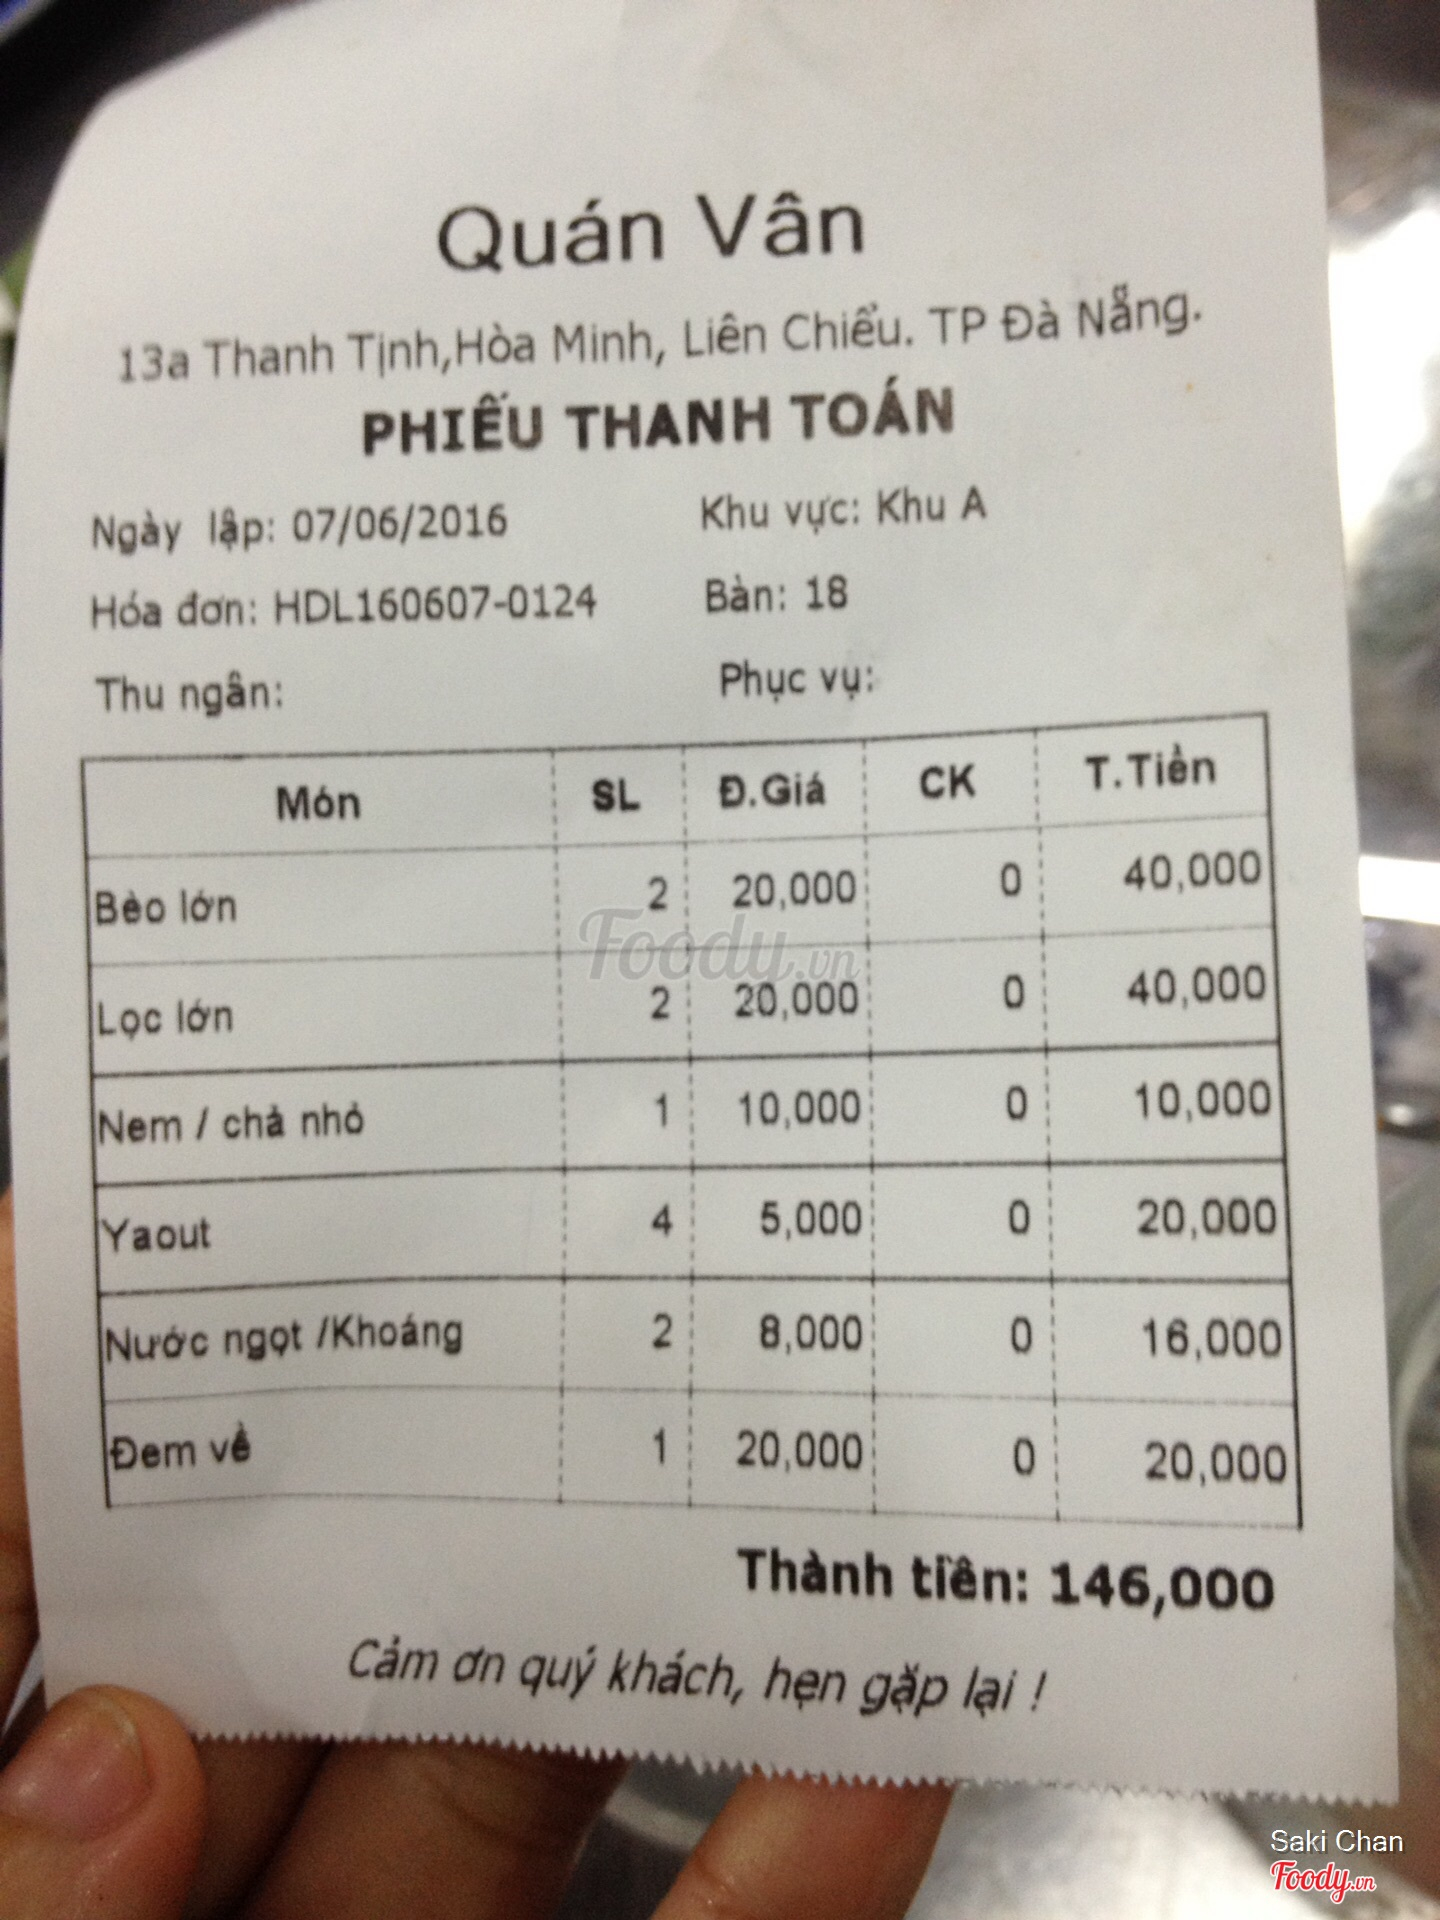 Quán Vân
13a Thanh Tịnh,Hòa Minh, Liên Chiểu. TP Đà Nẵng.
PHIẾU THANH TOÁN
Ngày lập: 07/06/2016 Khu vực: Khu A
Hóa đơn: HDL160607-0124 Bàn: 18
Thu ngân: Phục vụ:
Món SL Đ.Giá CK T.Tiền
Bèo lớn 2 20,000 0 40,000
Foody.vn
Lọc lớn 2 20,000 0 40,000
Nem / chả nhỏ 1 10,000 0 10,000
Yaout 4 5,000 0 20,000
Nước ngọt /Khoáng 2 8,000 0 16,000
Đem về 1 20,000 0 20,000
Thành tiền: 146,000
Cảm ơn quý khách, hẹn gặp lại !
Saki Chan
Foody.vn